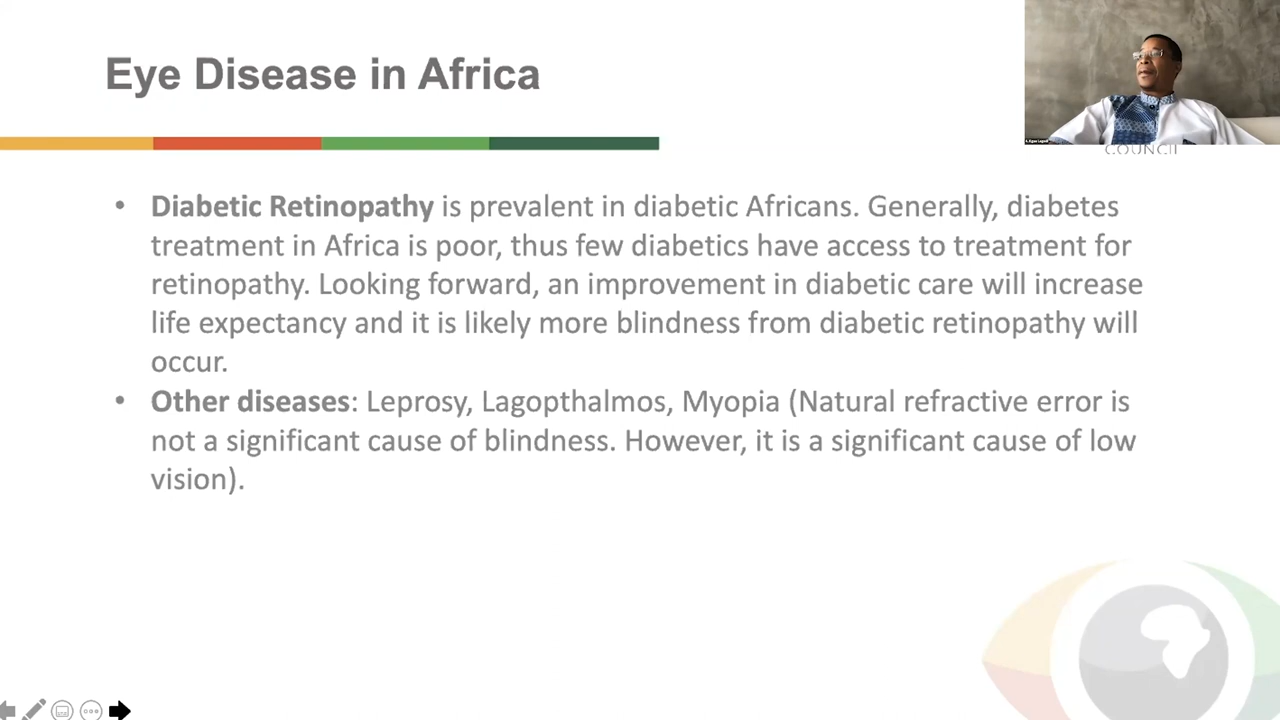 Eye Disease in Africa
COUNCIL
• Diabetic Retinopathy is prevalent in diabetic Africans. Generally, diabetes
treatment in Africa is poor, thus few diabetics have access to treatment for
retinopathy. Looking forward, an improvement in diabetic care will increase
life expectancy and it is likely more blindness from diabetic retinopathy will
occur.
• Other diseases: Leprosy, Lagopthalmos, Myopia (Natural refractive error is
not a significant cause of blindness. However, it is a significant cause of low
vision).